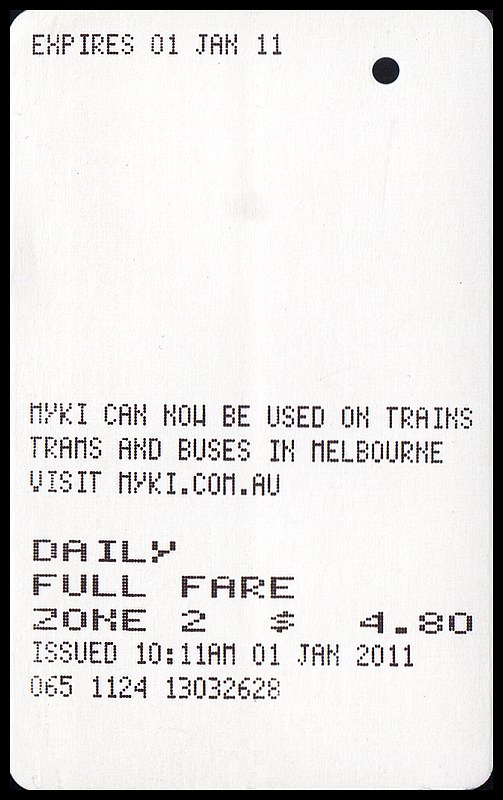 EXPIRES 01 JAN 11
MYKI CAN NOW BE USED ON TRAINS
TRAMS AND BUSES IN MELBOURNE
VISIT MYKI.COM.AU
DAILY
FULL FARE
ZONE 2 $ 4.80
ISSUED 10:11AM 01 JAN 2011
065 1124 13032628